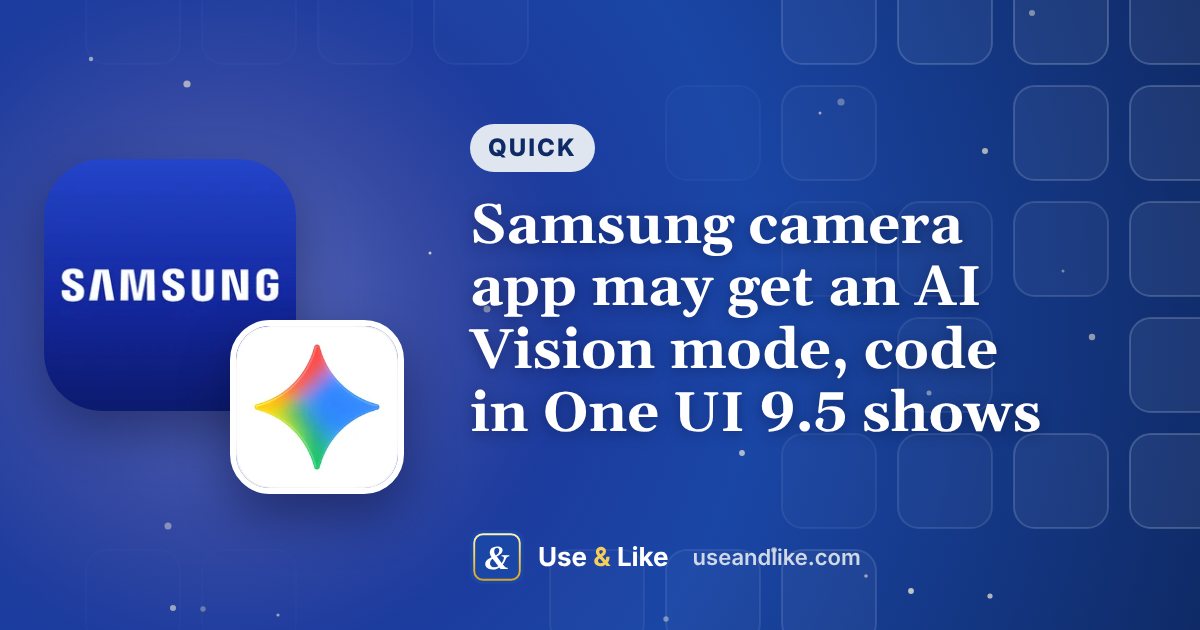 SAMSUNG
QUICK
Samsung camera
app may get an AI
Vision mode, code
in One UI 9.5 shows
& Use & Like useandlike.com